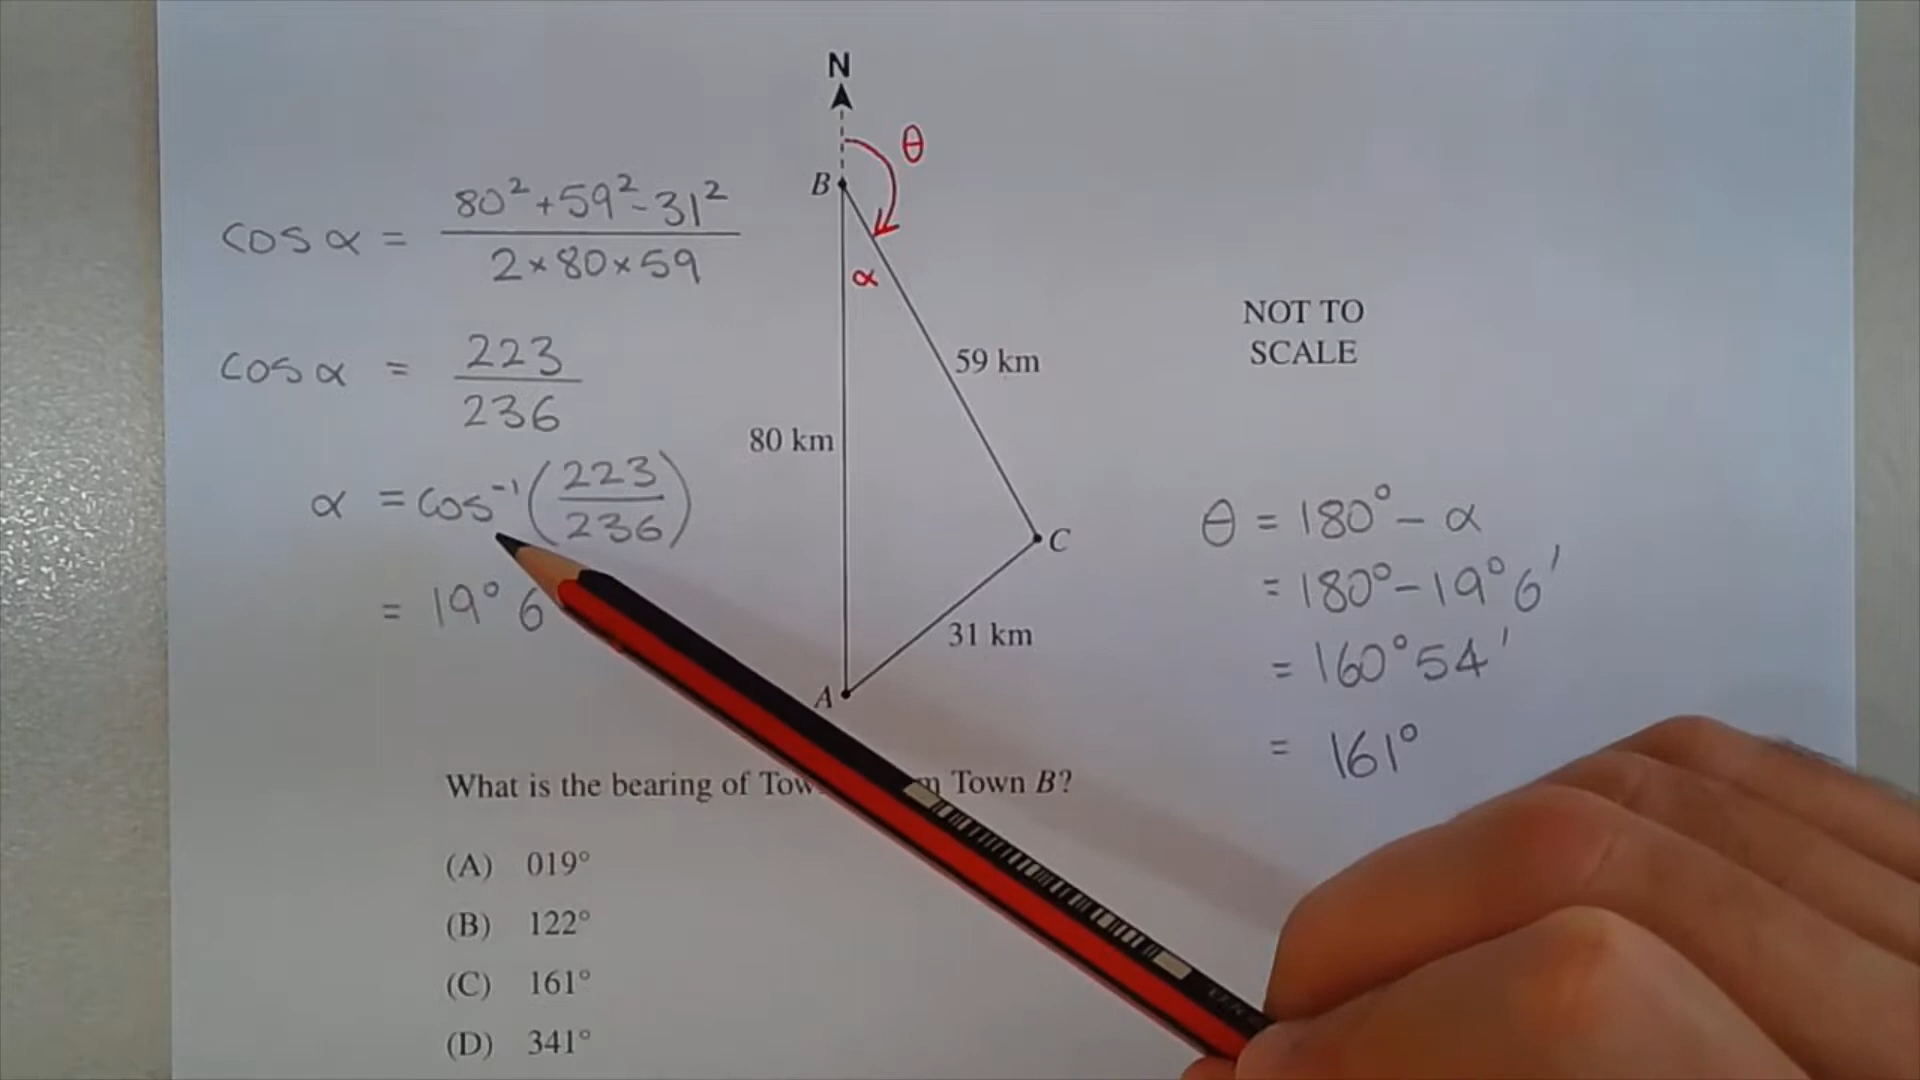 N
θ
B
α
cos α = 80² + 59² - 31² / 2 × 80 × 59
cos α = 223 / 236
α = cos⁻¹ (223 / 236)
= 19° 6
59 km
80 km
C
31 km
A
NOT TO
SCALE
θ = 180° - α
= 180° - 19° 6'
= 160° 54'
= 161°
What is the bearing of Town B?
(A) 019°
(B) 122°
(C) 161°
(D) 341°